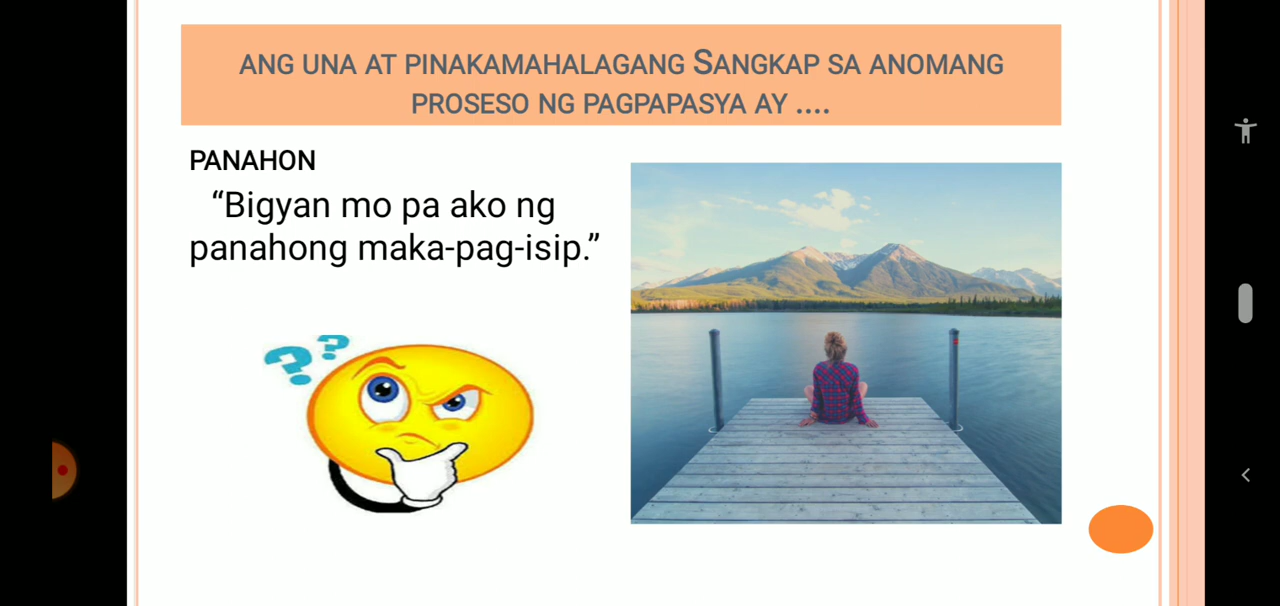 ANG UNA AT PINAKAMAHALAGANG SANGKAP SA ANOMANG
PROSESO NG PAGPAPASYA AY ....
PANAHON
“Bigyan mo pa ako ng
panahong maka-pag-isip.”
? ?